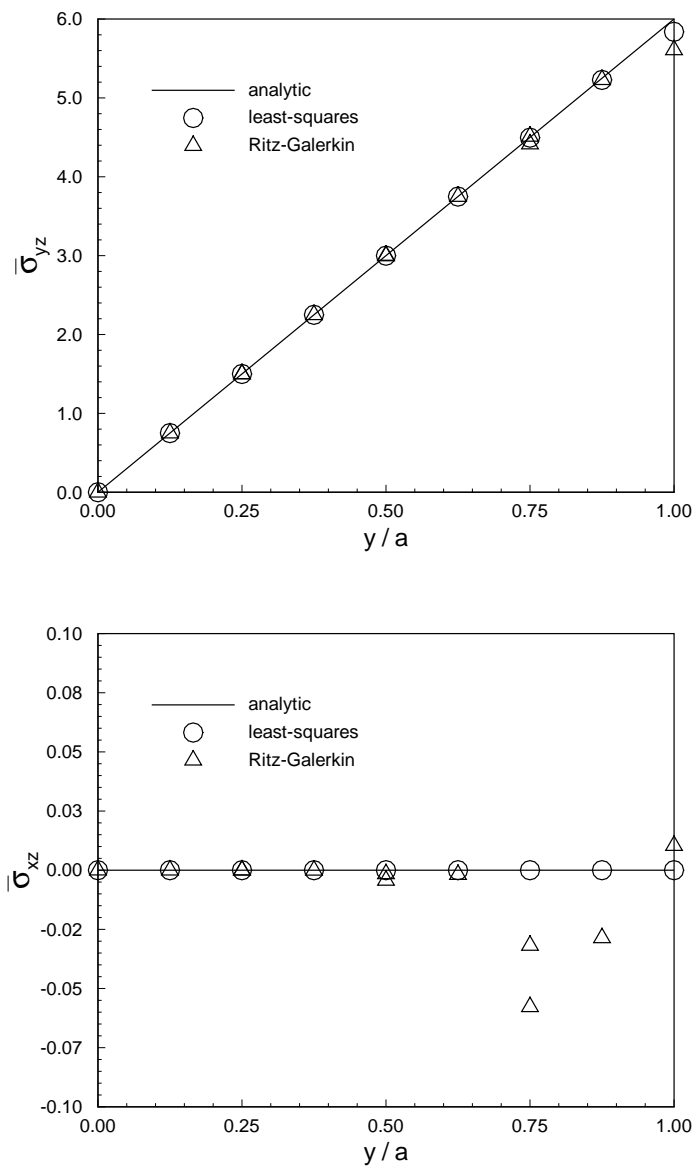 6.0
5.0
4.0
3.0
2.0
1.0
0.0
σ̅yz
analytic
least-squares
Ritz-Galerkin
0.00 0.25 0.50 0.75 1.00
y / a
0.10
0.08
0.05
0.03
0.00
-0.02
-0.05
-0.07
-0.10
σ̅xz
analytic
least-squares
Ritz-Galerkin
0.00 0.25 0.50 0.75 1.00
y / a